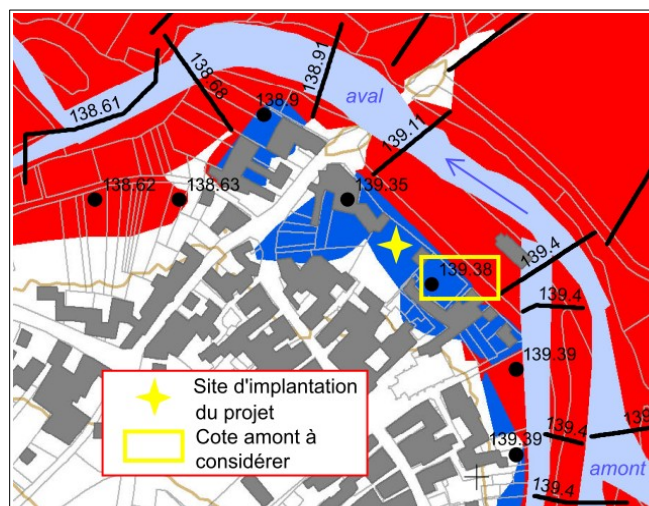 138.61
138.68
138.9
138.91
aval
139.11
138.62
138.63
139.35
139.38
139.4
139.4
139.39
139.39
139.4
139.4
amont
Site d'implantation
du projet
Cote amont à
considérer